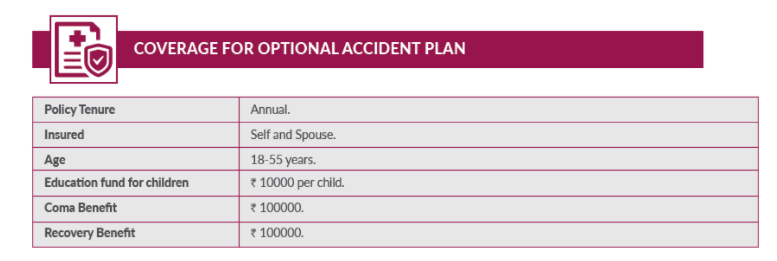 COVERAGE FOR OPTIONAL ACCIDENT PLAN
Policy Tenure Annual.
Insured Self and Spouse.
Age 18-55 years.
Education fund for children ₹ 10000 per child.
Coma Benefit ₹ 100000.
Recovery Benefit ₹ 100000.